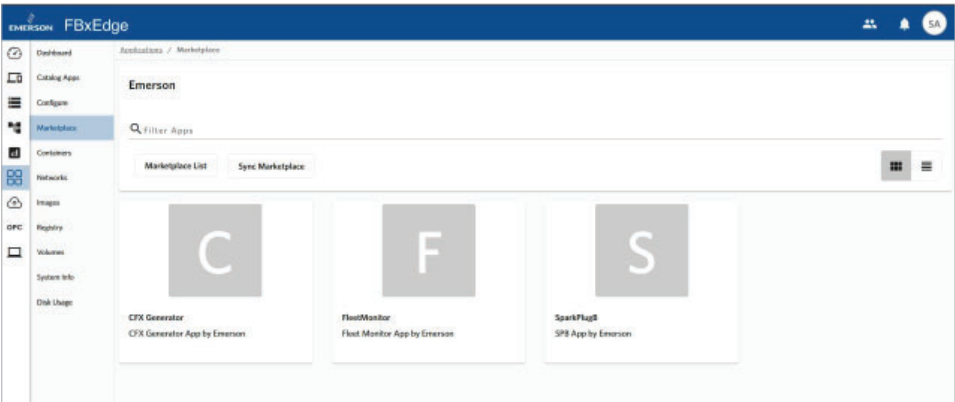 EMERSON FBxEdge
SA
Dashboard
Applications / Marketplace
Catalog Apps
Emerson
Configure
Marketplace
Filter Apps
Containers
Marketplace List
Sync Marketplace
Networks
Images
OPC
Registry
Volumes
System Info
Disk Usage
C
F
S
CFX Generator
CFX Generator App by Emerson
FleetMonitor
Fleet Monitor App by Emerson
SparkPlugB
SPB App by Emerson